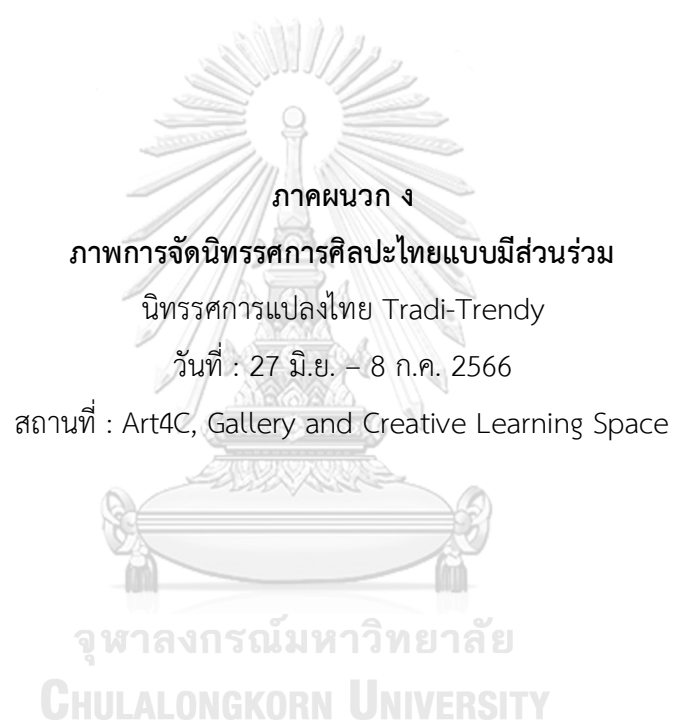 ภาคผนวก ง
ภาพการจัดนิทรรศการศิลปะไทยแบบมีส่วนร่วม
นิทรรศการแปลงไทย Tradi-Trendy
วันที่ : 27 มิ.ย. – 8 ก.ค. 2566
สถานที่ : Art4C, Gallery and Creative Learning Space
จุฬาลงกรณ์มหาวิทยาลัย
CHULALONGKORN UNIVERSITY